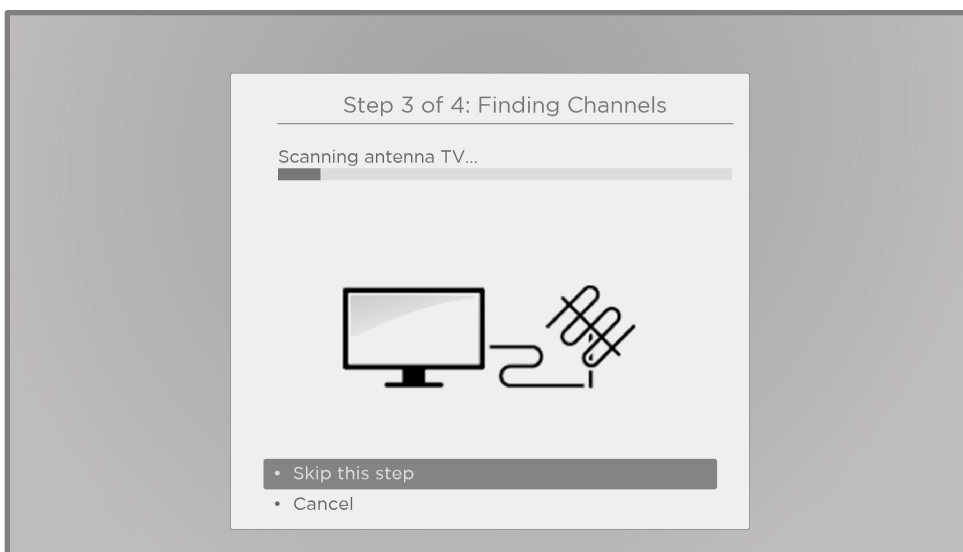 Step 3 of 4: Finding Channels
Scanning antenna TV...
• Skip this step
• Cancel